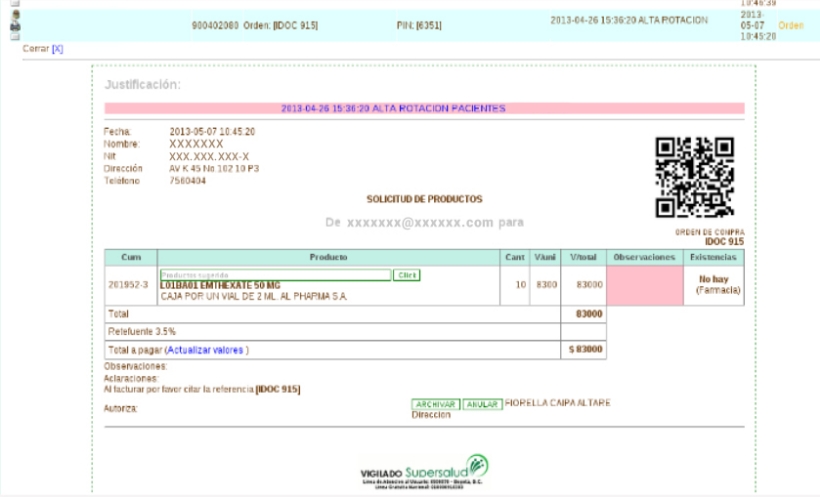 10:46:39
900402080 Orden: [IDOC 915] PIN: [6351] 2013-04-26 15:36:20 ALTA ROTACION 2013-05-07 10:45:20 Orden
Cerrar [X]
Justificación:
2013-04-26 15:36:20 ALTA ROTACION PACIENTES
Fecha: 2013-05-07 10:45:20
Nombre: XXXXXXX
Nit XXX.XXX.XXX-X
Dirección AV K 45 No.102 10 P3
Teléfono 7560404
SOLICITUD DE PRODUCTOS
De xxxxxxx@xxxxxx.com para
ORDEN DE COMPRA
IDOC 915
Cum Producto Cant V/uni V/total Observaciones Existencias
Productos sugerido Click
201952-3 L01BA01 EMTHEXATE 50 MG 10 8300 83000 No hay
CAJA POR UN VIAL DE 2 ML. AL PHARMA S.A. (Farmacia)
Total 83000
Retefuente 3.5%
Total a pagar (Actualizar valores ) $ 83000
Observaciones:
Aclaraciones:
Al facturar por favor citar la referencia [IDOC 915]
Autoriza: ARCHIVAR ANULAR FIORELLA CAIPA ALTARE
Direccion
VIGILADO Supersalud